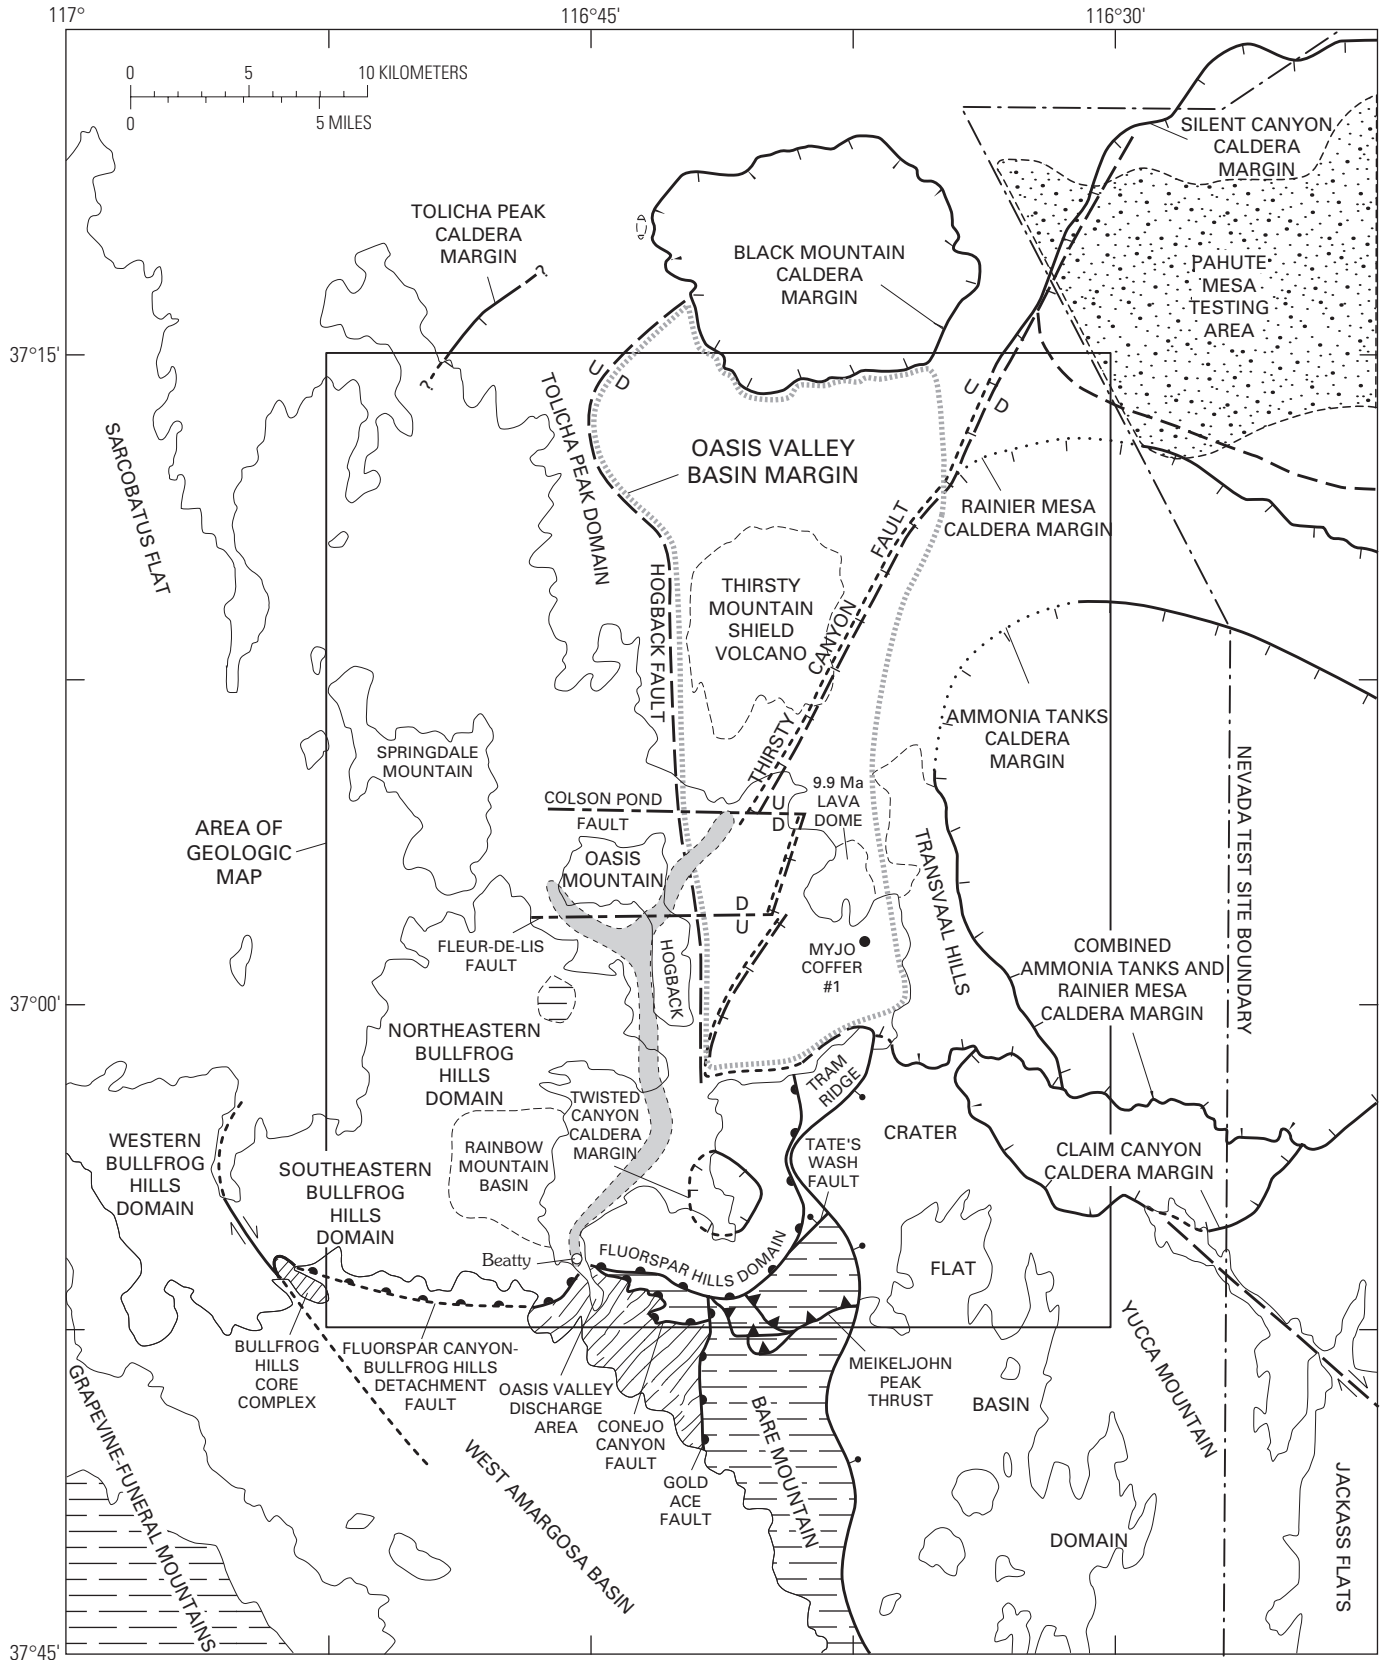 117°
116°45'
116°30'
0
5
10 KILOMETERS
0
5 MILES
SILENT CANYON
CALDERA
MARGIN
TOLICHA PEAK
CALDERA
MARGIN
?
?
BLACK MOUNTAIN
CALDERA
MARGIN
PAHUTE
MESA
TESTING
AREA
37°15'
U
D
U
D
TOLICHA PEAK DOMAIN
SARCOBATUS FLAT
OASIS VALLEY
BASIN MARGIN
RAINIER MESA
CALDERA MARGIN
HOGBACK FAULT
THIRSTY
MOUNTAIN
SHIELD
VOLCANO
THIRSTY CANYON FAULT
AMMONIA TANKS
CALDERA
MARGIN
NEVADA TEST SITE BOUNDARY
SPRINGDALE
MOUNTAIN
COLSON POND
FAULT
U
D
9.9 Ma
LAVA
DOME
AREA OF
GEOLOGIC
MAP
OASIS
MOUNTAIN
TRANSVAAL HILLS
D
U
FLEUR-DE-LIS
FAULT
HOGBACK
MYJO
COFFER
#1
COMBINED
AMMONIA TANKS AND
RAINIER MESA
CALDERA MARGIN
37°00'
NORTHEASTERN
BULLFROG
HILLS
DOMAIN
TRAM
RIDGE
TWISTED
CANYON
CALDERA
MARGIN
WESTERN
BULLFROG
HILLS
DOMAIN
RAINBOW
MOUNTAIN
BASIN
TATE'S
WASH
FAULT
CRATER
CLAIM CANYON
CALDERA MARGIN
SOUTHEASTERN
BULLFROG
HILLS
DOMAIN
Beatty
FLUORSPAR HILLS DOMAIN
FLAT
YUCCA MOUNTAIN
BULLFROG
HILLS
CORE
COMPLEX
FLUORSPAR CANYON-
BULLFROG HILLS
DETACHMENT
FAULT
OASIS VALLEY
DISCHARGE
AREA
CONEJO
CANYON
FAULT
GOLD
ACE
FAULT
BARE MOUNTAIN
MEIKELJOHN
PEAK
THRUST
BASIN
GRAPEVINE-FUNERAL MOUNTAINS
WEST AMARGOSA BASIN
DOMAIN
JACKASS FLATS
37°45'